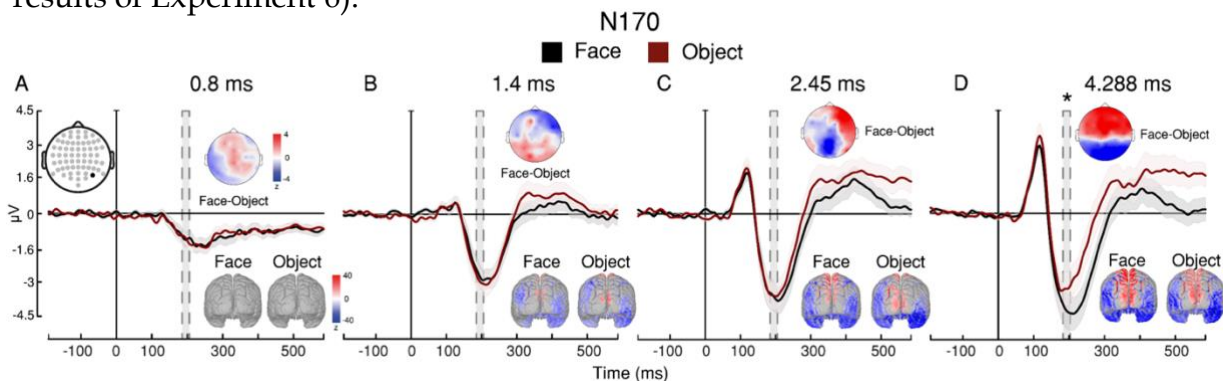 results of Experiment 6).
N170
Face Object
A 0.8 ms B 1.4 ms C 2.45 ms D 4.288 ms
*
4.5
3
1.6
0
-1.6
-3
-4.5
µV
4
0
-4
z
Face-Object
Face-Object
Face-Object
Face-Object
Face Object
Face Object
Face Object
Face Object
40
-40
z
-100 0 100 300 500
-100 0 100 300 500
-100 0 100 300 500
-100 0 100 300 500
Time (ms)